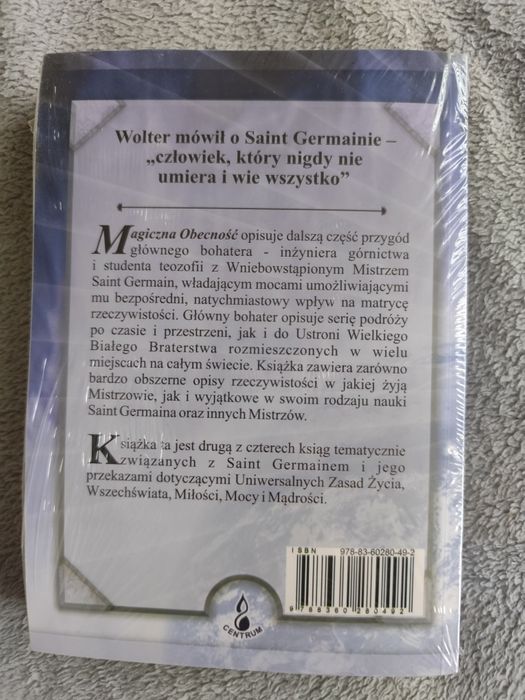 Wolter mówił o Saint Germainie –
„człowiek, który nigdy nie
umiera i wie wszystko”
Magiczna Obecność opisuje dalszą część przygód
głównego bohatera - inżyniera górnictwa
i studenta teozofii z Wniebowstąpionym Mistrzem
Saint Germain, władającym mocami umożliwiającymi
mu bezpośredni, natychmiastowy wpływ na matrycę
rzeczywistości. Główny bohater opisuje serię podróży
po czasie i przestrzeni, jak i do Ustroni Wielkiego
Białego Braterstwa rozmieszczonych w wielu
miejscach na całym świecie. Książka zawiera zarówno
bardzo obszerne opisy rzeczywistości w jakiej żyją
Mistrzowie, jak i wyjątkowe w swoim rodzaju nauki
Saint Germaina oraz innych Mistrzów.
Książka ta jest drugą z czterech ksiąg tematycznie
związanych z Saint Germainem i jego
przekazami dotyczącymi Uniwersalnych Zasad Życia,
Wszechświata, Miłości, Mocy i Mądrości.
ISBN 978-83-60280-49-2
9 788360 280492
CENTRUM